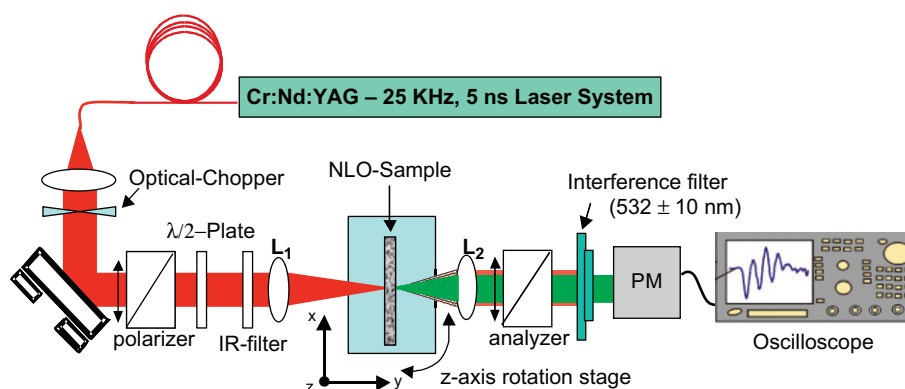 Cr:Nd:YAG – 25 KHz, 5 ns Laser System
Optical-Chopper
NLO-Sample
Interference filter
(532 ± 10 nm)
λ/2–Plate
L1
L2
PM
polarizer
IR-filter
x
y
z
analyzer
z-axis rotation stage
Oscilloscope